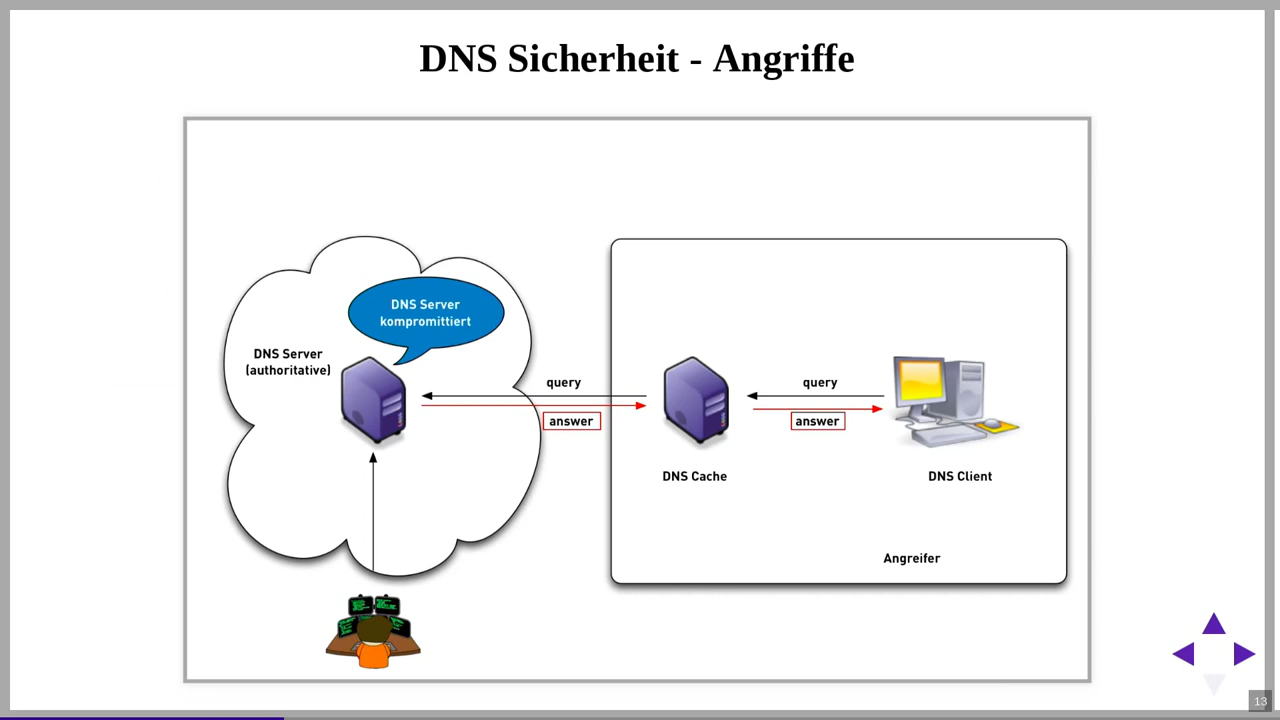 DNS Sicherheit - Angriffe
DNS Server
kompromittiert
DNS Server
(authoritative)
query
answer
query
answer
DNS Cache
DNS Client
Angreifer
13